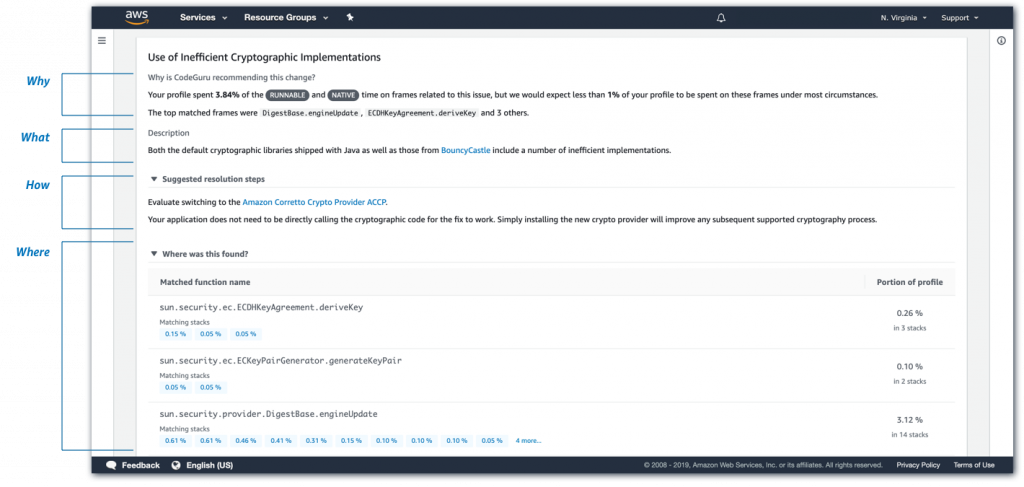 aws Services Resource Groups N. Virginia Support
Use of Inefficient Cryptographic Implementations
Why
Why is CodeGuru recommending this change?
Your profile spent 3.84% of the RUNNABLE and NATIVE time on frames related to this issue, but we would expect less than 1% of your profile to be spent on these frames under most circumstances.
The top matched frames were DigestBase.engineUpdate, ECDHKeyAgreement.deriveKey and 3 others.
What
Description
Both the default cryptographic libraries shipped with Java as well as those from BouncyCastle include a number of inefficient implementations.
How
Suggested resolution steps
Evaluate switching to the Amazon Corretto Crypto Provider ACCP.
Your application does not need to be directly calling the cryptographic code for the fix to work. Simply installing the new crypto provider will improve any subsequent supported cryptography process.
Where
Where was this found?
Matched function name Portion of profile
sun.security.ec.ECDHKeyAgreement.deriveKey
0.26 %
Matching stacks
in 3 stacks
0.15 % 0.05 % 0.05 %
sun.security.ec.ECKeyPairGenerator.generateKeyPair
0.10 %
Matching stacks
in 2 stacks
0.05 % 0.05 %
sun.security.provider.DigestBase.engineUpdate
3.12 %
Matching stacks
in 14 stacks
0.61 % 0.61 % 0.46 % 0.41 % 0.31 % 0.15 % 0.10 % 0.10 % 0.10 % 0.05 % 4 more...
Feedback English (US) © 2008 - 2019, Amazon Web Services, Inc. or its affiliates. All rights reserved. Privacy Policy Terms of Use